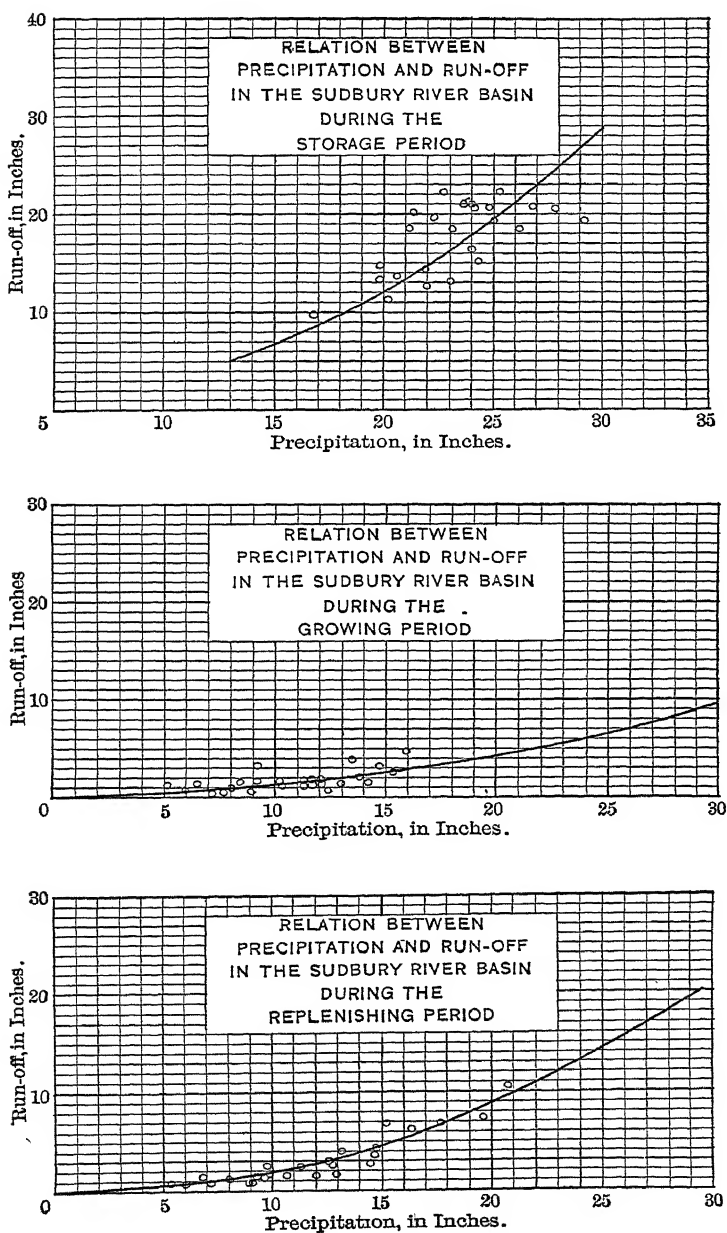 40
RELATION BETWEEN
PRECIPITATION AND RUN-OFF
IN THE SUDBURY RIVER BASIN
DURING THE
STORAGE PERIOD
30
20
10
Run-off, in Inches.
5
5 10 15 20 25 30 35
Precipitation, in Inches.
30
RELATION BETWEEN
PRECIPITATION AND RUN-OFF
IN THE SUDBURY RIVER BASIN
DURING THE
GROWING PERIOD
20
10
Run-off, in Inches
0 5 10 15 20 25 30
Precipitation, in Inches.
30
RELATION BETWEEN
PRECIPITATION AND RUN-OFF
IN THE SUDBURY RIVER BASIN
DURING THE
REPLENISHING PERIOD
20
10
Run-off, in Inches.
0 5 10 15 20 25 30
Precipitation, in Inches.